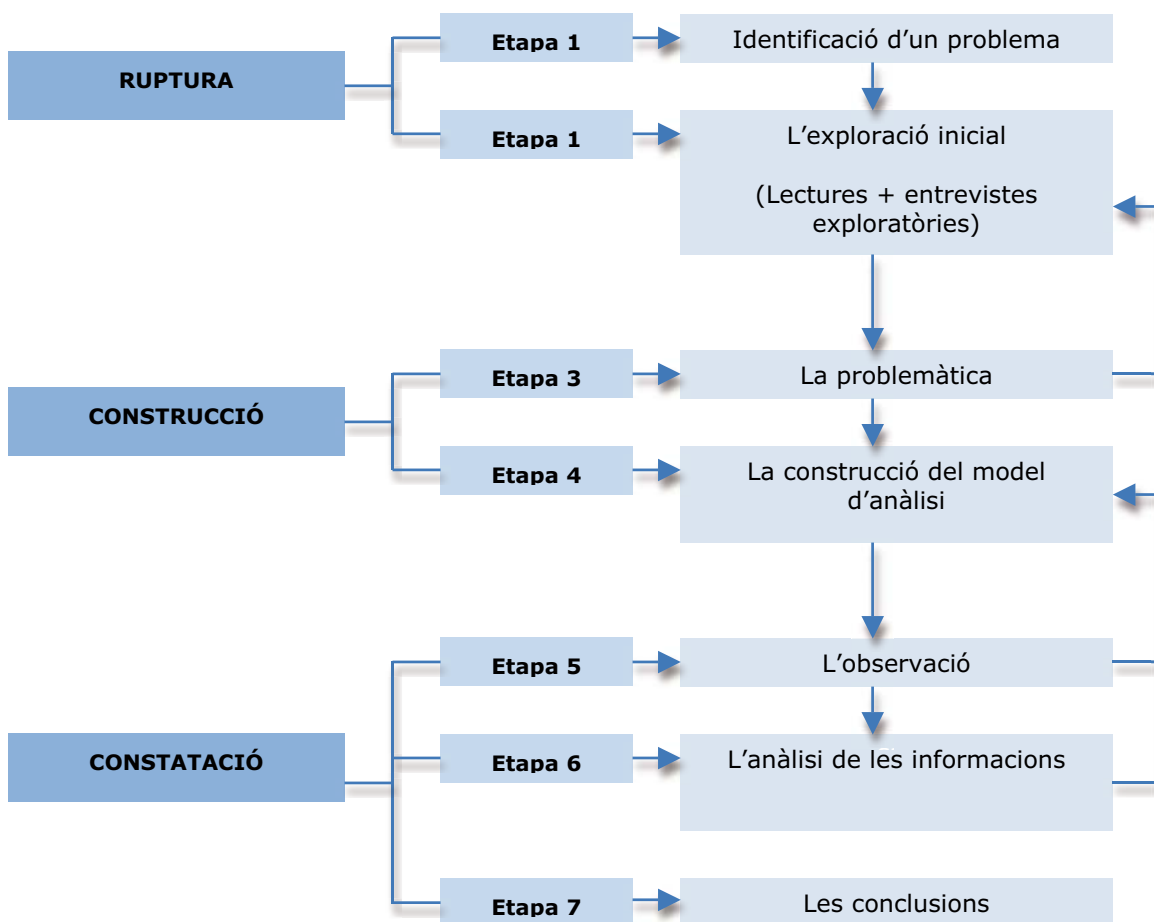 Etapa 1
Identificació d'un problema
RUPTURA
Etapa 1
L'exploració inicial
(Lectures + entrevistes
exploratòries)
Etapa 3
La problemàtica
CONSTRUCCIÓ
Etapa 4
La construcció del model
d'anàlisi
Etapa 5
L'observació
CONSTATACIÓ
Etapa 6
L'anàlisi de les informacions
Etapa 7
Les conclusions